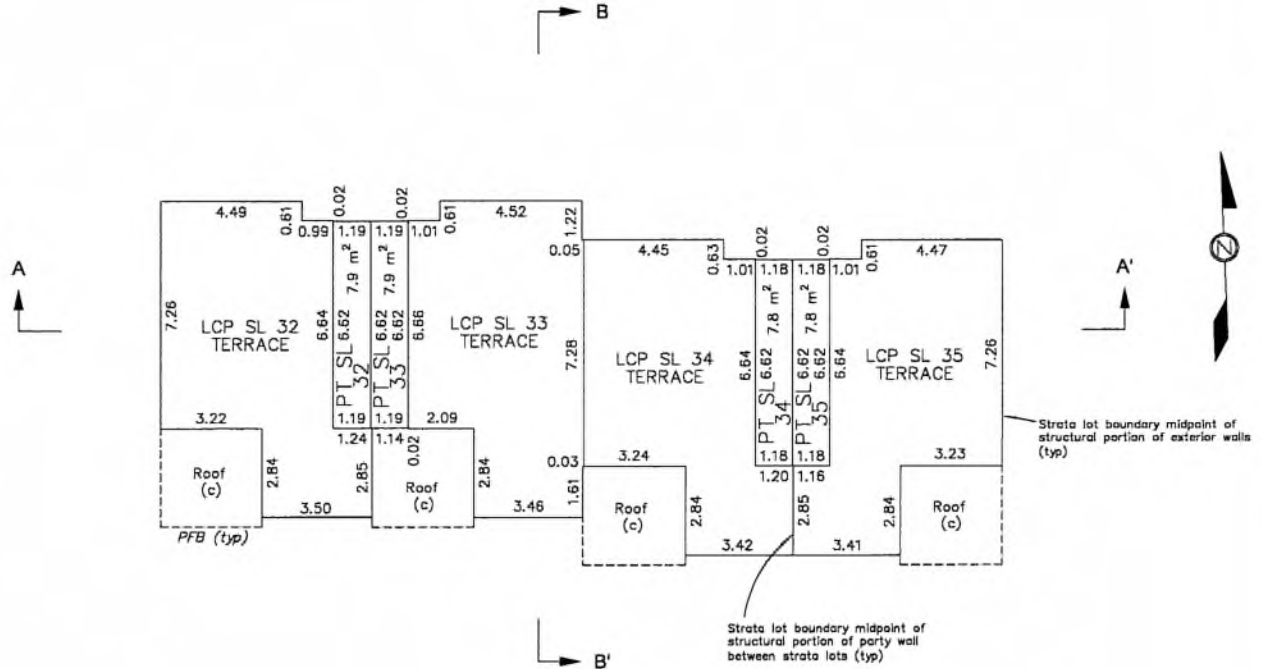 B
A
4.49
0.61
0.99
0.02
1.19
1.19
0.02
1.01
0.61
4.52
1.22
0.05
4.45
0.63
1.01
0.02
1.18
1.18
0.02
1.01
0.61
4.47
A'
N
7.26
LCP SL 32
TERRACE
6.64
PT SL
32
6.62
7.9 m²
PT SL
33
6.62
7.9 m²
6.62
6.66
LCP SL 33
TERRACE
7.28
LCP SL 34
TERRACE
6.64
PT SL
34
6.62
7.8 m²
PT SL
35
6.62
7.8 m²
6.62
6.64
LCP SL 35
TERRACE
7.26
3.22
1.19
1.19
2.09
1.24
1.14
0.02
Roof
(c)
2.84
2.85
Roof
(c)
2.84
0.03
1.61
3.50
3.46
PFB (typ)
3.24
1.18
1.18
3.23
1.20
1.16
Roof
(c)
2.84
2.85
2.84
Roof
(c)
3.42
3.41
Strata lot boundary midpoint of
structural portion of exterior walls
(typ)
Strata lot boundary midpoint of
structural portion of party wall
between strata lots (typ)
B'